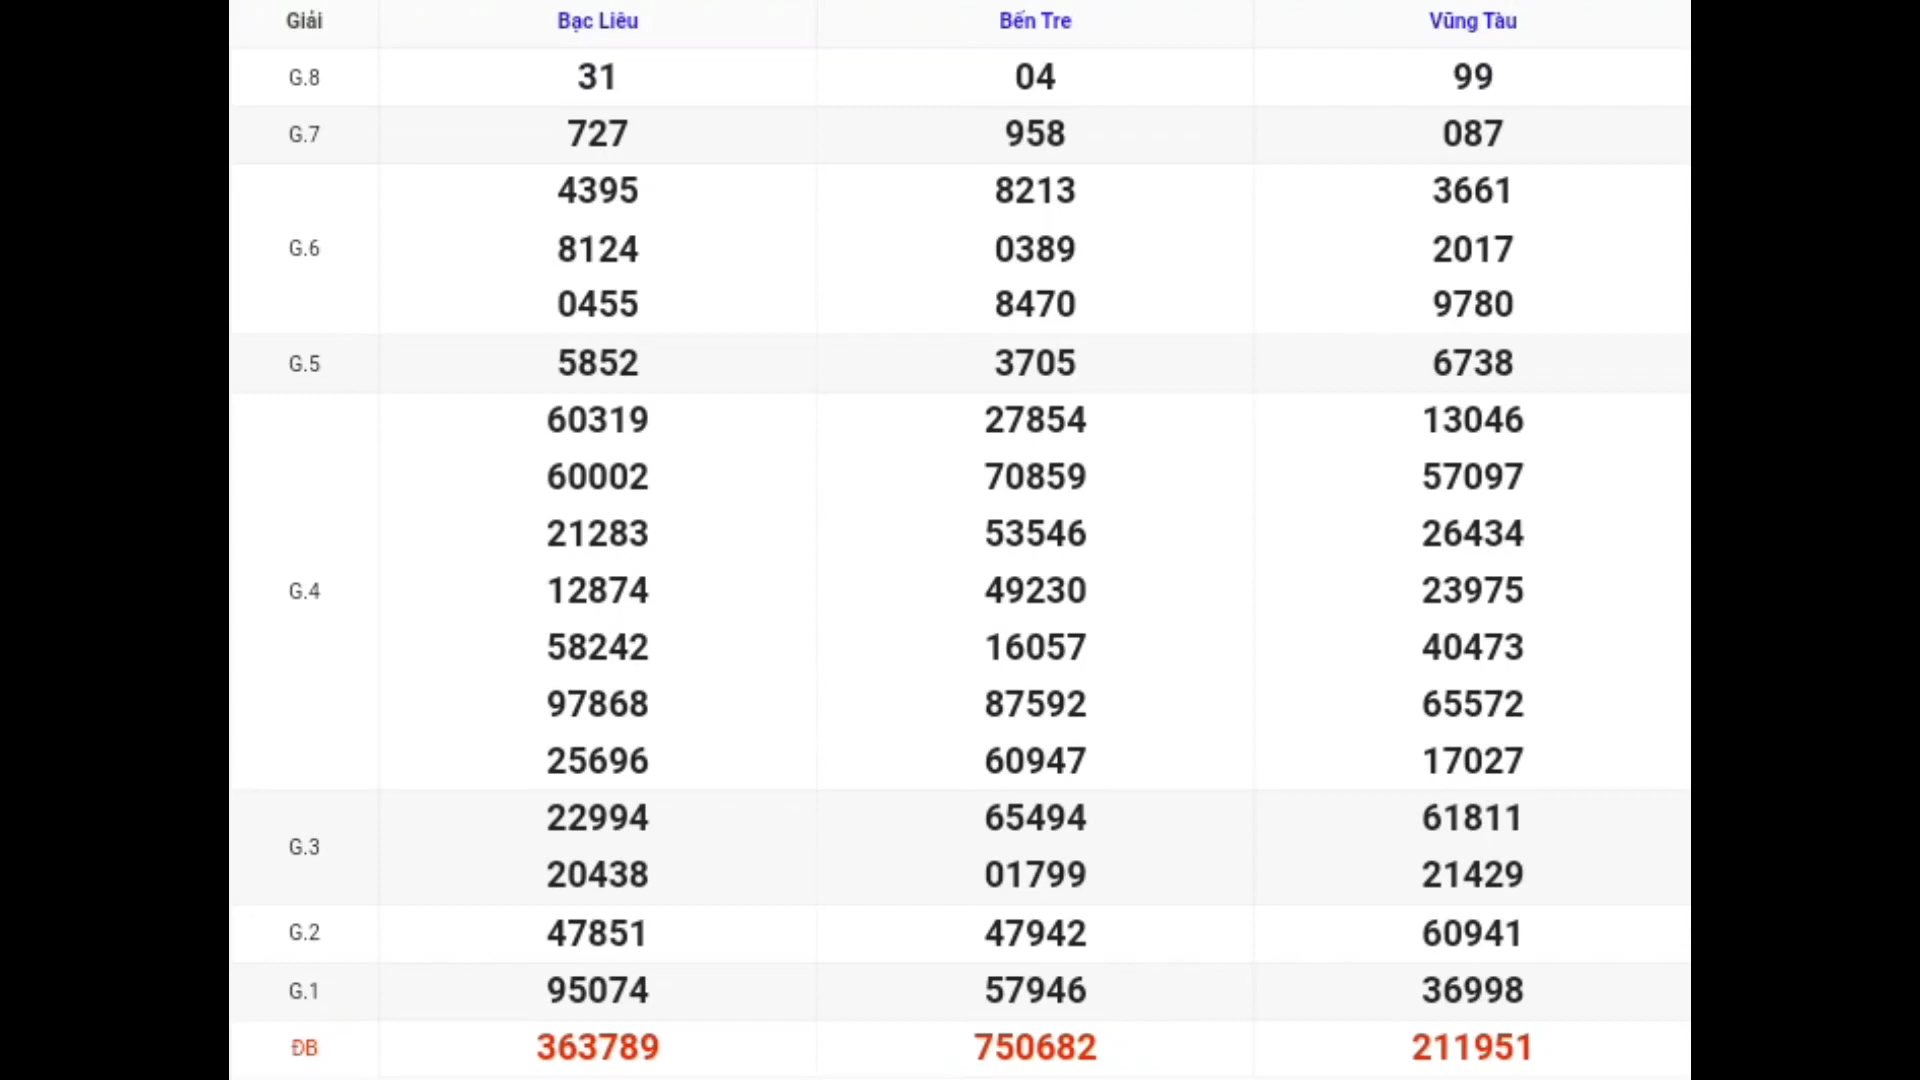 Giải Bạc Liêu Bến Tre Vũng Tàu
G.8 31 04 99
G.7 727 958 087
4395 8213 3661
G.6 8124 0389 2017
0455 8470 9780
G.5 5852 3705 6738
60319 27854 13046
60002 70859 57097
21283 53546 26434
G.4 12874 49230 23975
58242 16057 40473
97868 87592 65572
25696 60947 17027
22994 65494 61811
G.3
20438 01799 21429
G.2 47851 47942 60941
G.1 95074 57946 36998
ĐB 363789 750682 211951